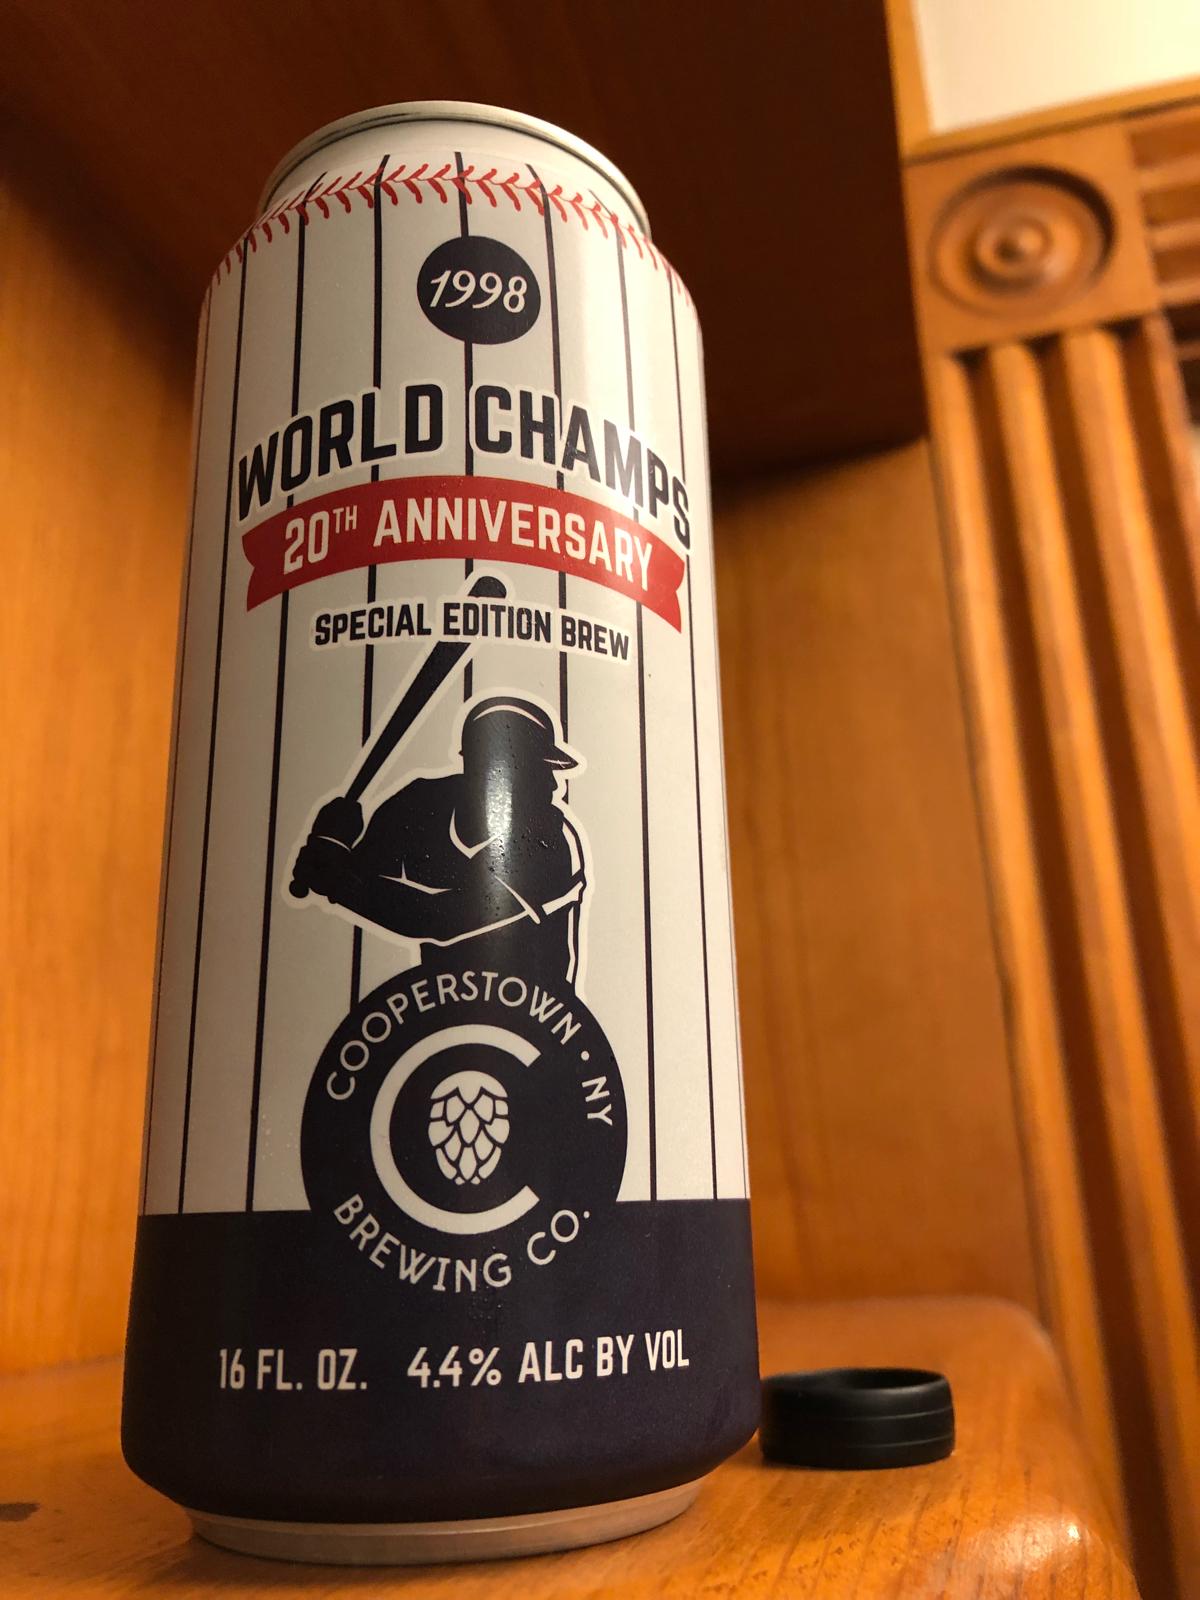 1998
WORLD CHAMPS
20TH ANNIVERSARY
SPECIAL EDITION BREW
COOPERSTOWN • NY
C
BREWING CO.
16 FL. OZ. 4.4% ALC BY VOL